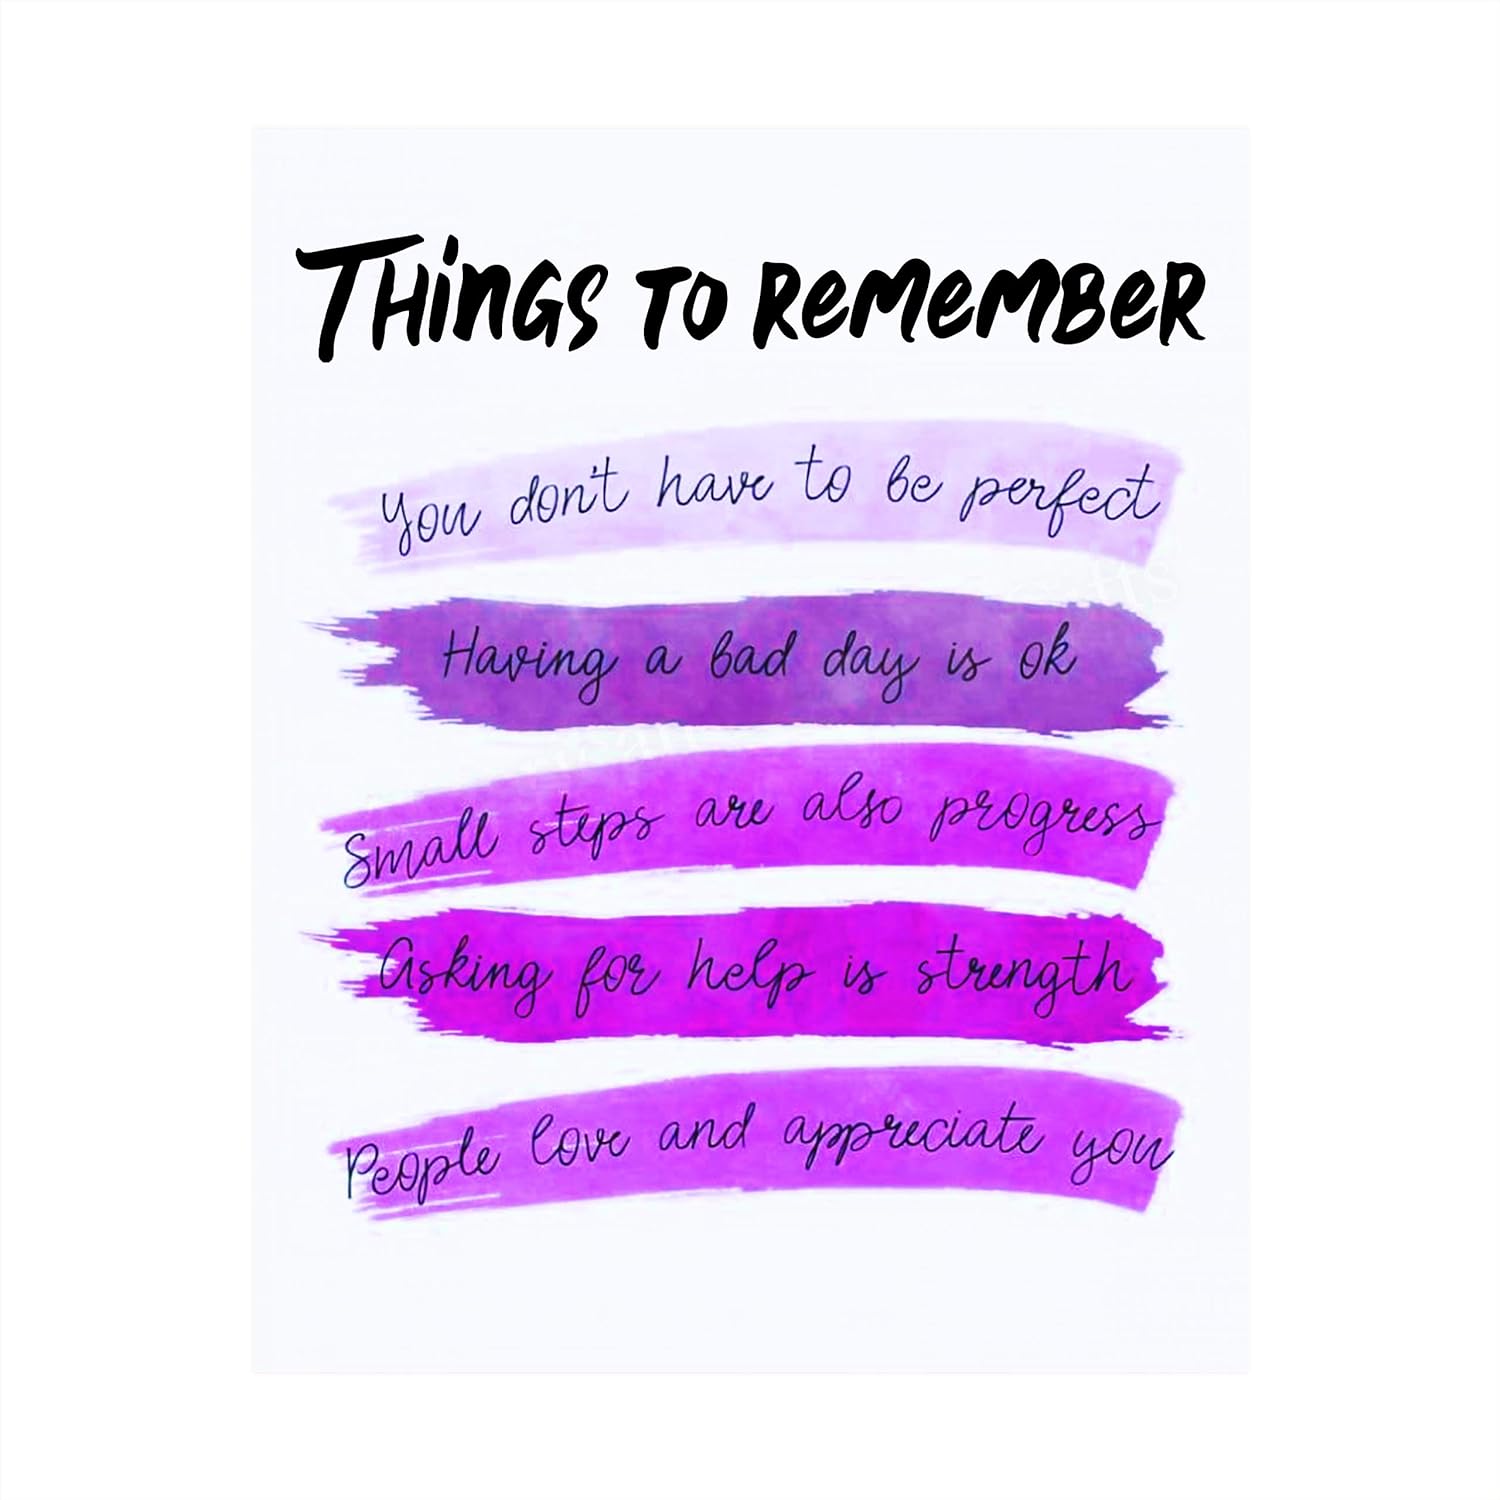 THINGS TO REMEMBER
You don't have to be perfect
Having a bad day is ok
Small steps are also progress
Asking for help is strength
People love and appreciate you